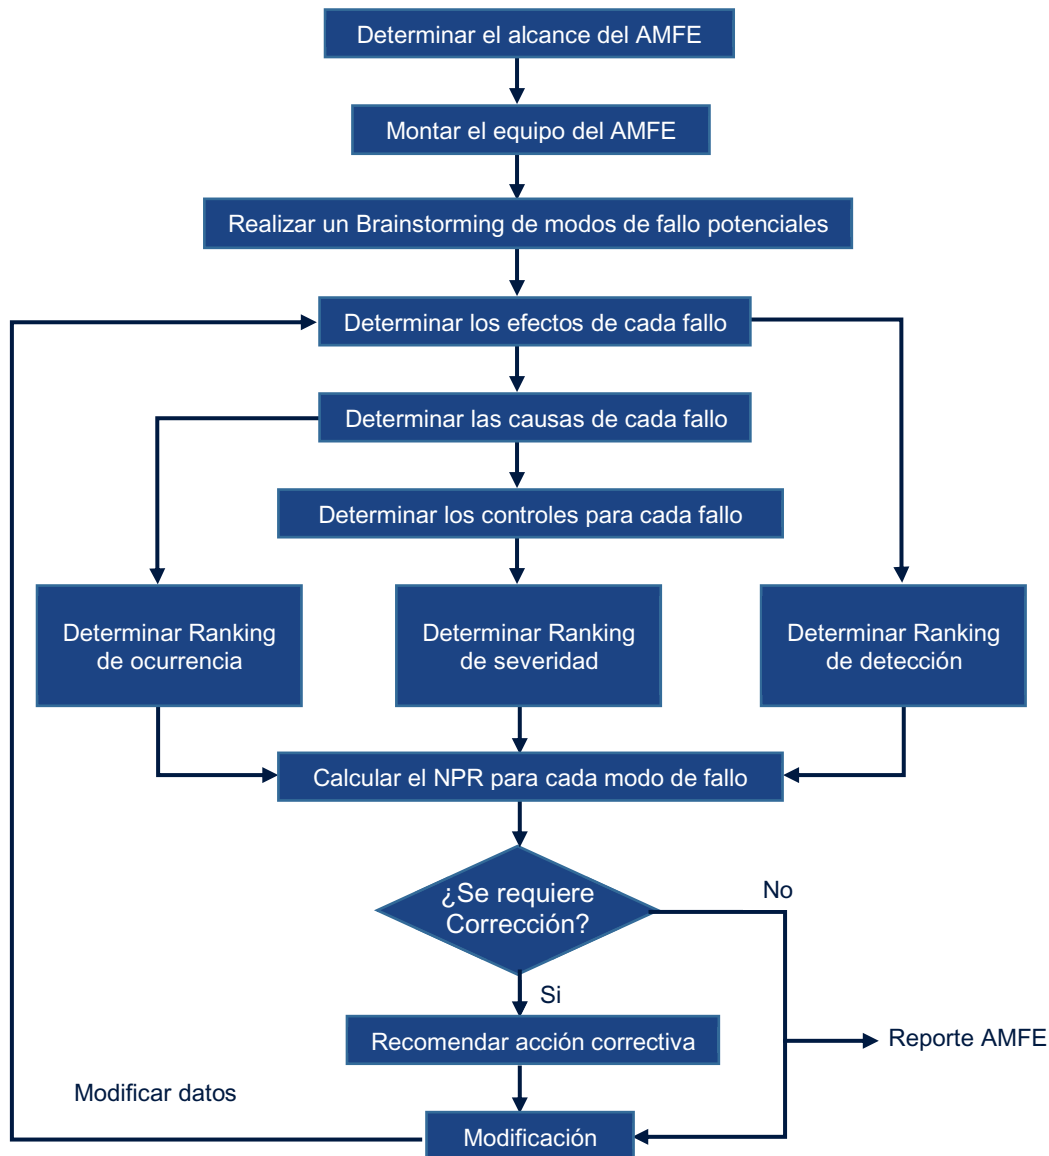 Determinar el alcance del AMFE
Montar el equipo del AMFE
Realizar un Brainstorming de modos de fallo potenciales
Determinar los efectos de cada fallo
Determinar las causas de cada fallo
Determinar los controles para cada fallo
Determinar Ranking
de ocurrencia
Determinar Ranking
de severidad
Determinar Ranking
de detección
Calcular el NPR para cada modo de fallo
¿Se requiere
Corrección?
No
Si
Recomendar acción correctiva
Reporte AMFE
Modificar datos
Modificación